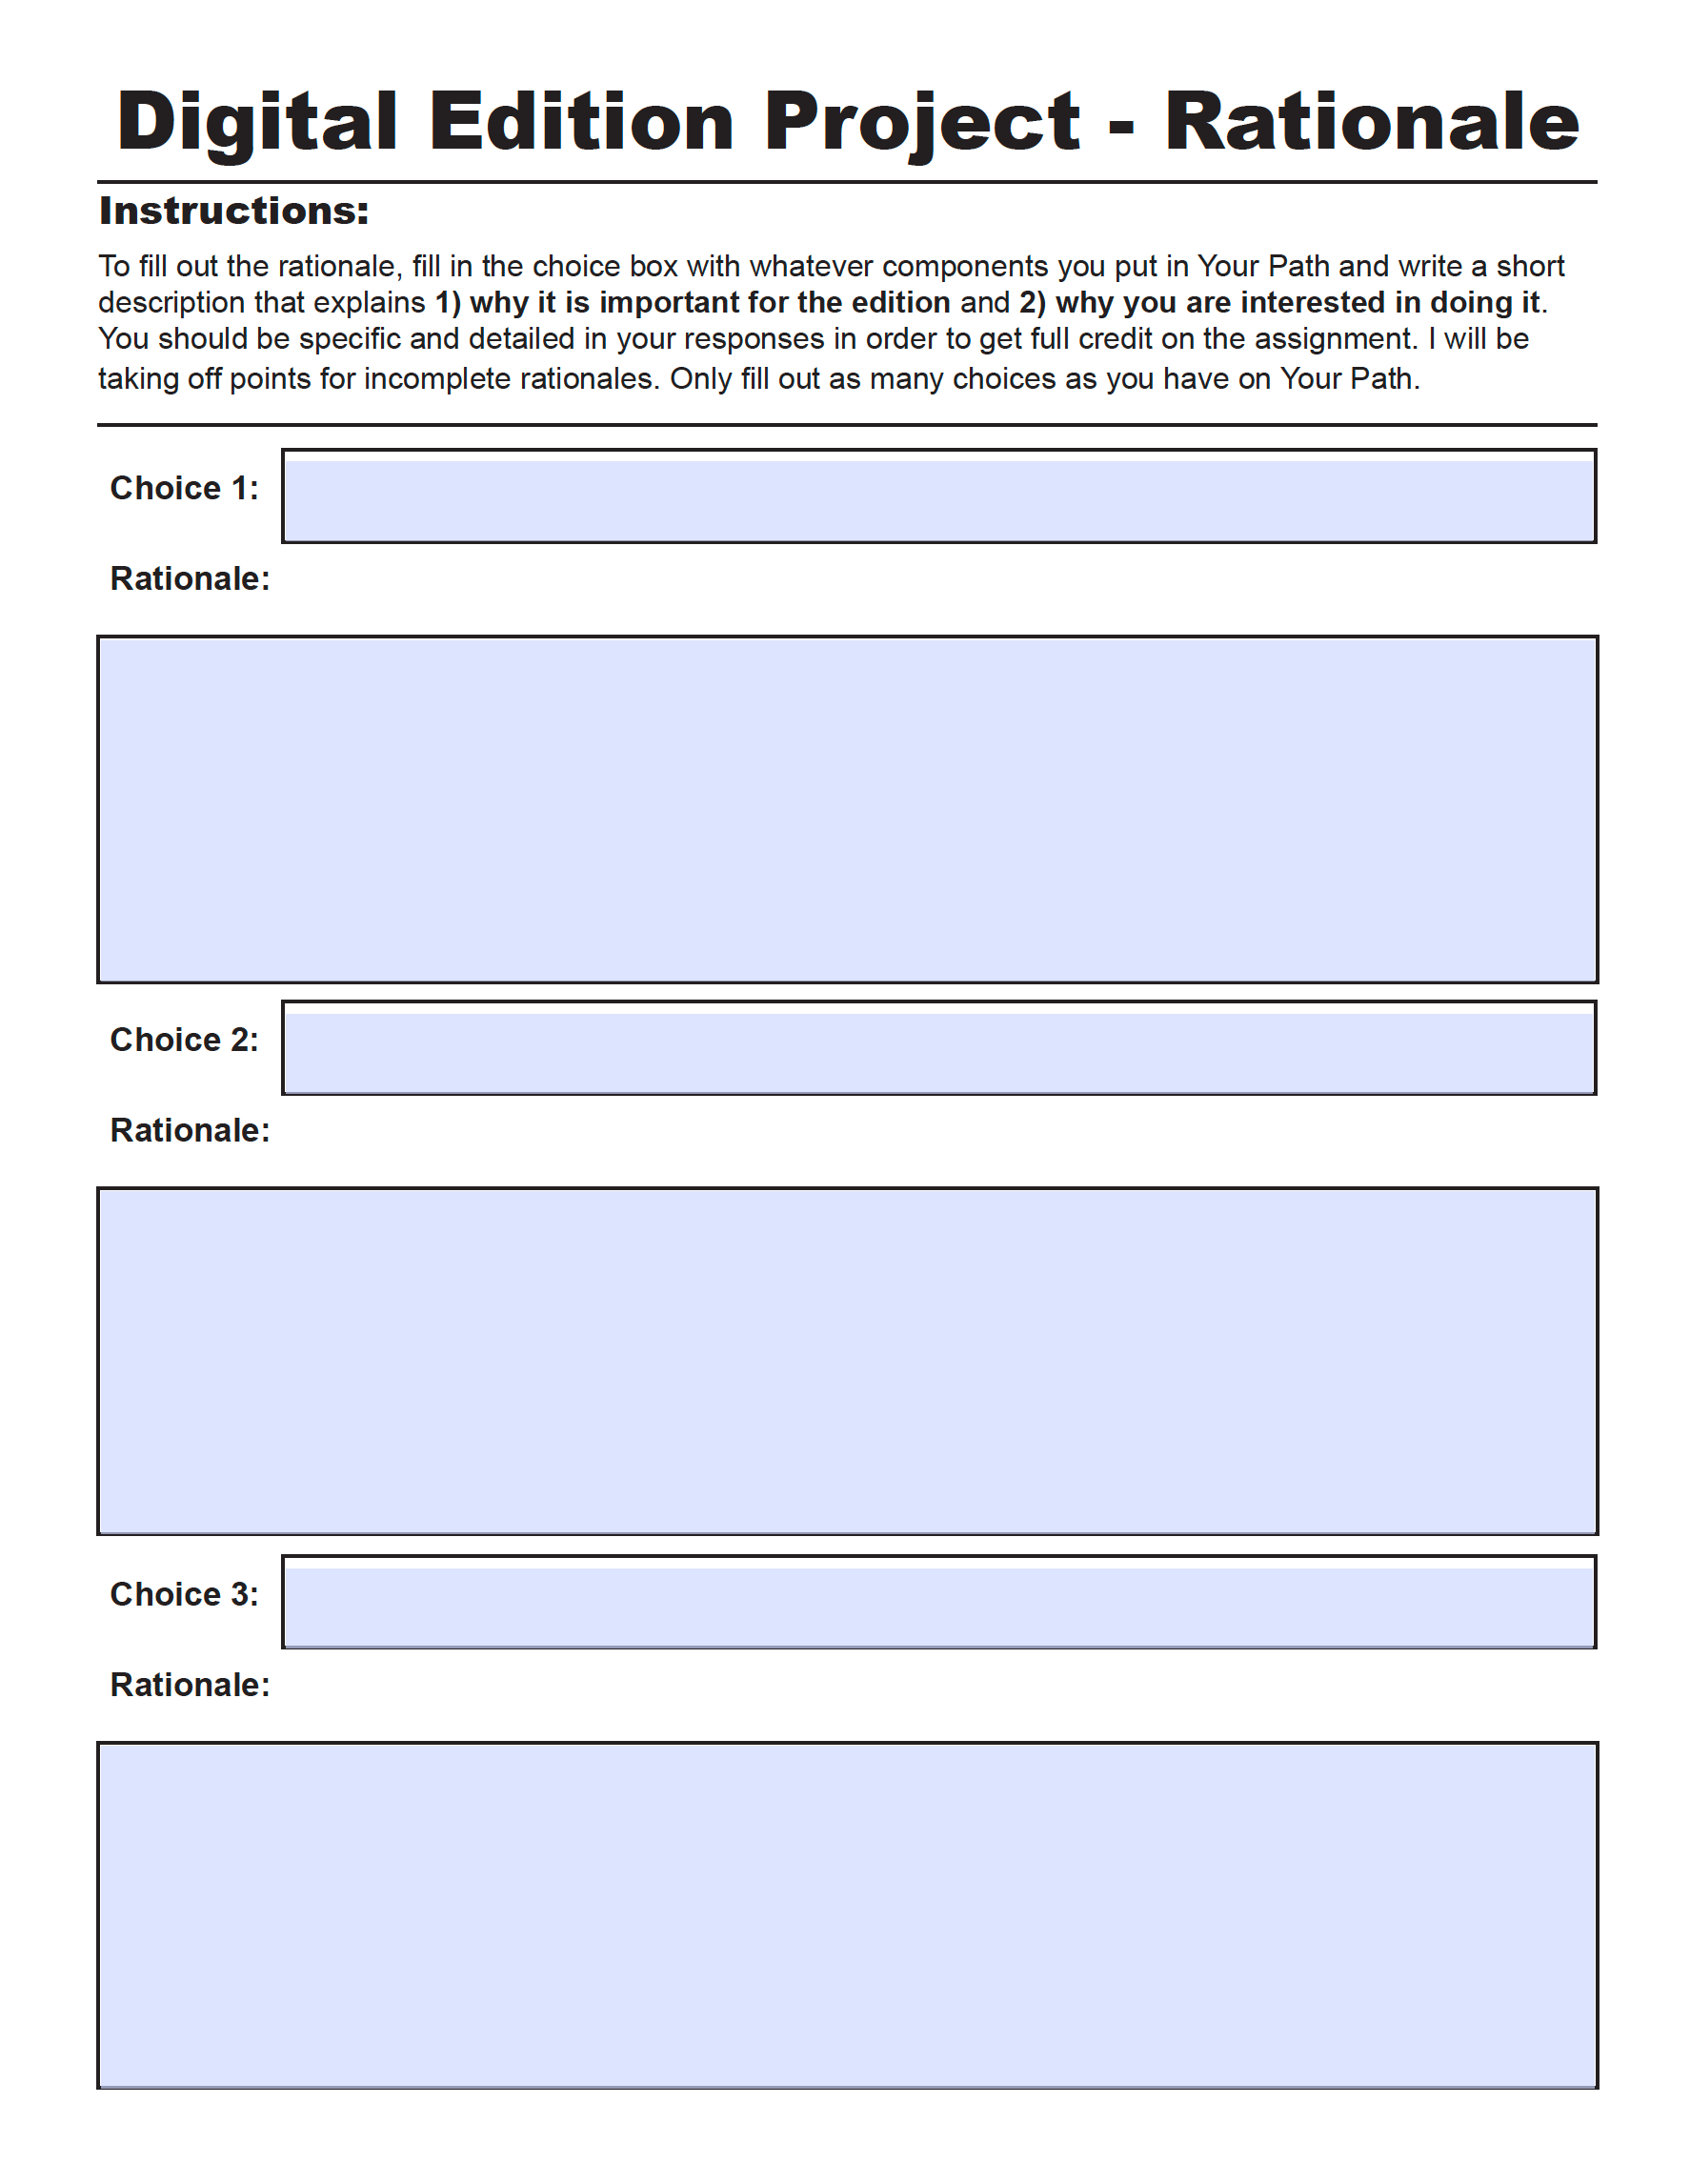 Digital Edition Project - Rationale
Instructions:
To fill out the rationale, fill in the choice box with whatever components you put in Your Path and write a short
description that explains 1) why it is important for the edition and 2) why you are interested in doing it.
You should be specific and detailed in your responses in order to get full credit on the assignment. I will be
taking off points for incomplete rationales. Only fill out as many choices as you have on Your Path.
Choice 1:
Rationale:
Choice 2:
Rationale:
Choice 3:
Rationale: